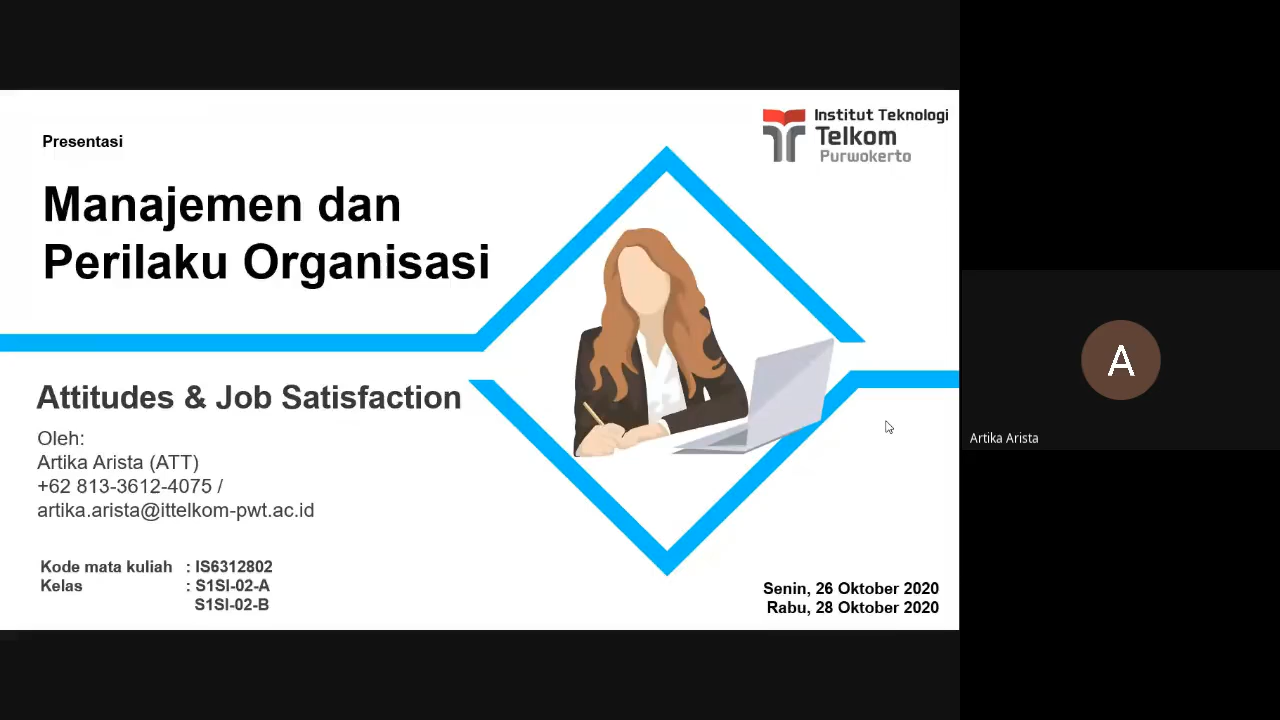 Presentasi
Institut Teknologi
Telkom
Purwokerto
Manajemen dan
Perilaku Organisasi
Attitudes & Job Satisfaction
Oleh:
Artika Arista (ATT)
+62 813-3612-4075 /
artika.arista@ittelkom-pwt.ac.id
Kode mata kuliah : IS6312802
Kelas : S1SI-02-A
S1SI-02-B
Senin, 26 Oktober 2020
Rabu, 28 Oktober 2020
A
Artika Arista